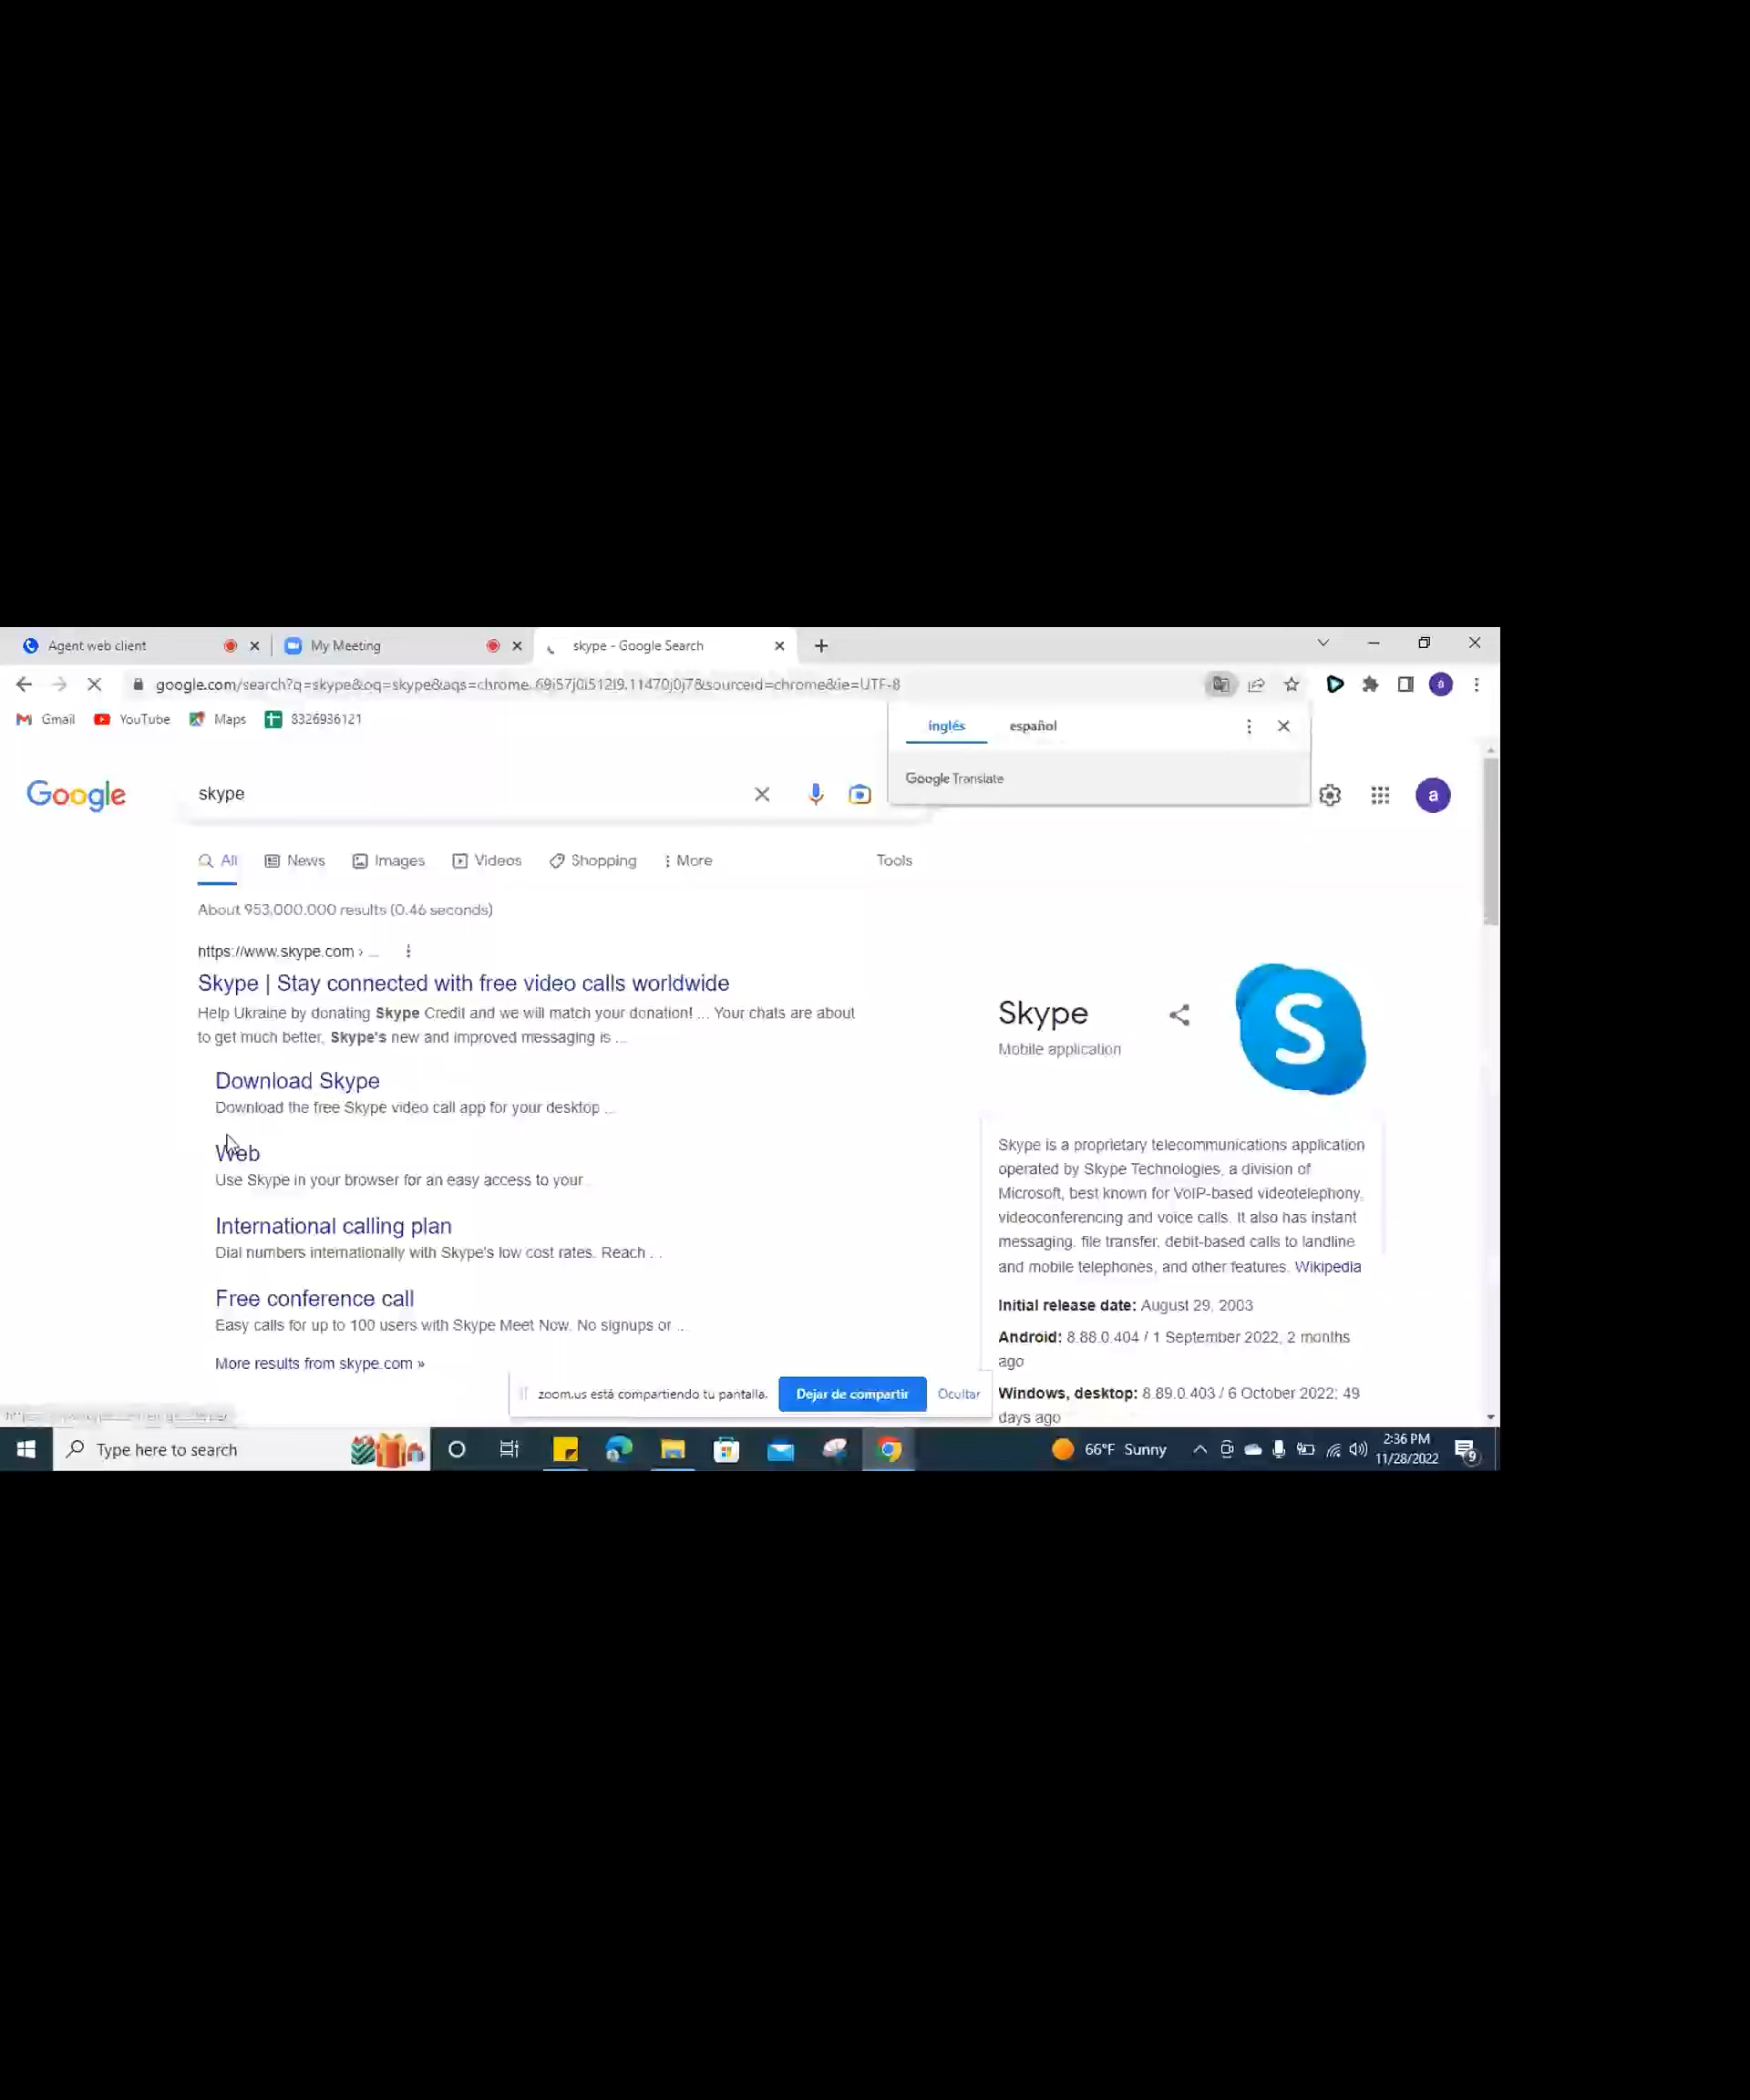 Agent web client
My Meeting
skype - Google Search
google.com/search?q=skype&oq=skype&aqs=chrome..69i57j0i512l9.11470j0j7&sourceid=chrome&ie=UTF-8
Gmail
YouTube
Maps
8326936121
inglés
español
Google Translate
Google
skype
a
All
News
Images
Videos
Shopping
More
Tools
About 953,000,000 results (0.46 seconds)
https://www.skype.com › ...
Skype | Stay connected with free video calls worldwide
Help Ukraine by donating Skype Credit and we will match your donation! ... Your chats are about
to get much better, Skype's new and improved messaging is ...
Download Skype
Download the free Skype video call app for your desktop ...
Web
Use Skype in your browser for an easy access to your
International calling plan
Dial numbers internationally with Skype's low cost rates. Reach ...
Free conference call
Easy calls for up to 100 users with Skype Meet Now. No signups or ...
More results from skype.com »
Skype
Mobile application
Skype is a proprietary telecommunications application
operated by Skype Technologies, a division of
Microsoft, best known for VoIP-based videotelephony,
videoconferencing and voice calls. It also has instant
messaging, file transfer, debit-based calls to landline
and mobile telephones, and other features. Wikipedia
Initial release date: August 29, 2003
Android: 8.88.0.404 / 1 September 2022, 2 months
ago
Windows, desktop: 8.89.0.403 / 6 October 2022; 49
days ago
zoom.us está compartiendo tu pantalla.
Dejar de compartir
Ocultar
Type here to search
66°F Sunny
2:36 PM
11/28/2022
9